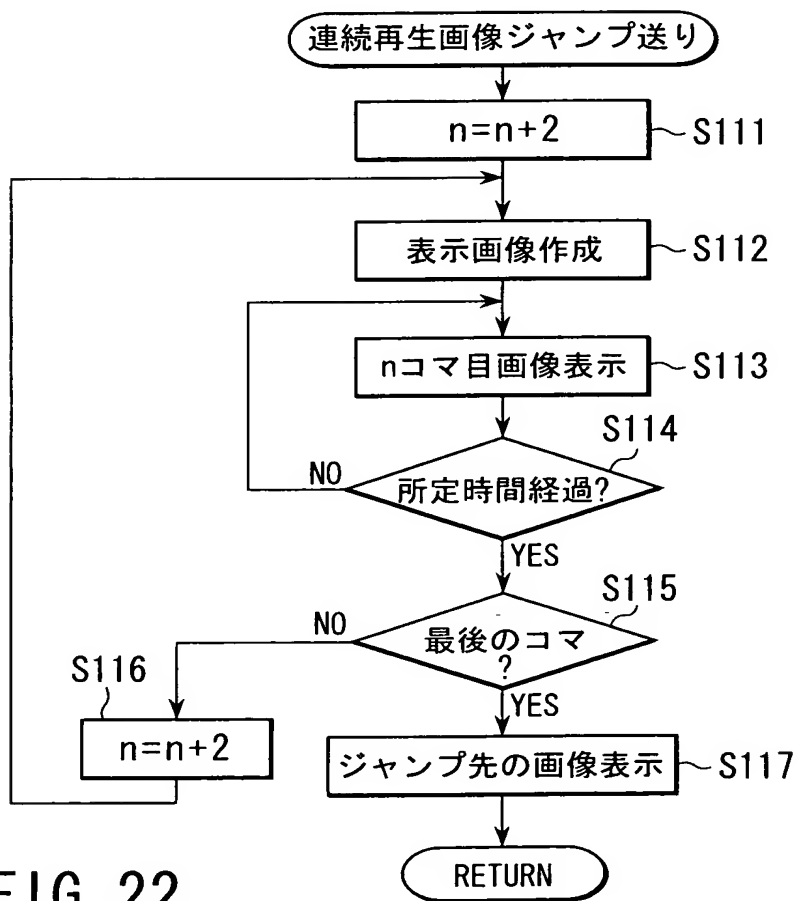 連続再生画像ジャンプ送り
n=n+2
S111
表示画像作成
S112
nコマ目画像表示
S113
S114
所定時間経過?
NO
YES
S115
最後のコマ
?
NO
YES
S116
n=n+2
ジャンプ先の画像表示
S117
RETURN
FIG. 22